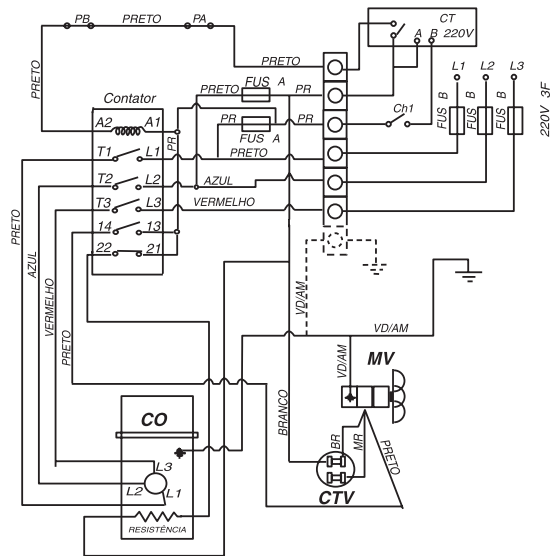 PB PRETO PA
CT
A B 220V
PRETO
PRETO
L1 L2 L3
PRETO FUS A PR
FUS B FUS B FUS B
220V 3F
Contator
A2 A1
PR FUS A PR
Ch1
PR
T1 L1 PRETO
T2 L2 AZUL
T3 L3 VERMELHO
14 13
22 21
PRETO
AZUL
VERMELHO
PRETO
VD/AM
VD/AM
VD/AM
MV
BRANCO
CO
BR MR PRETO
CTV
L3
L2 L1
RESISTÊNCIA